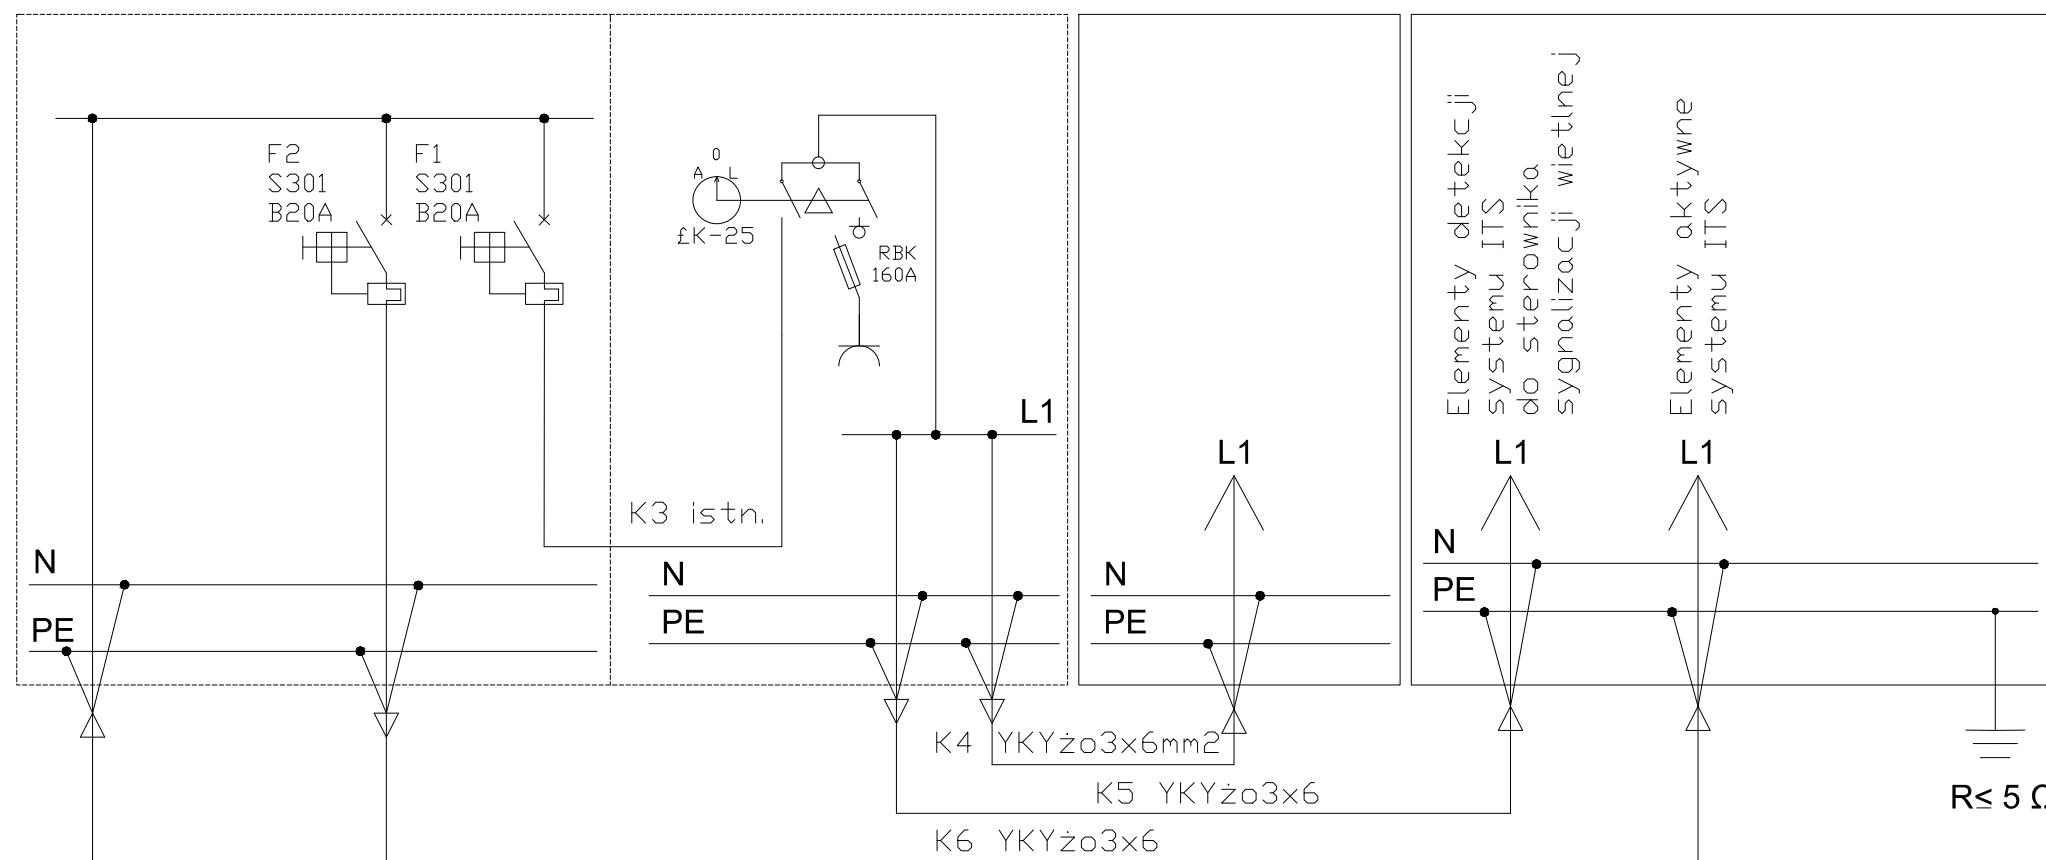 F2
S301
B20A
F1
S301
B20A
N
PE
0
A L
£K-25
RBK
160A
L1
K3 istn.
N
PE
L1
N
PE
Elementy detekcji
systemu ITS
do sterownika
sygnalizacji wietlnej
Elementy aktywne
systemu ITS
L1
L1
N
PE
K4 YKYżo3x6mm2
K5 YKYżo3x6
K6 YKYżo3x6
R≤ 5 Ω